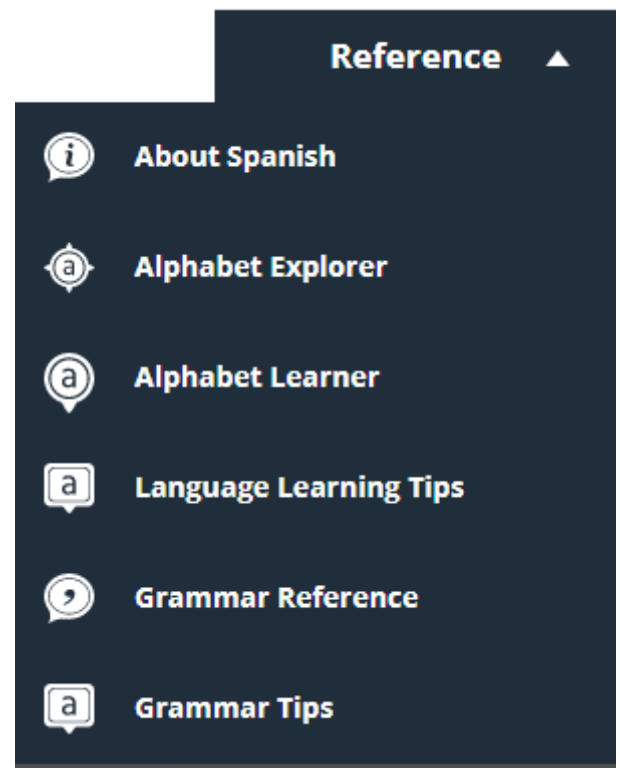 Reference
About Spanish
Alphabet Explorer
Alphabet Learner
Language Learning Tips
Grammar Reference
Grammar Tips